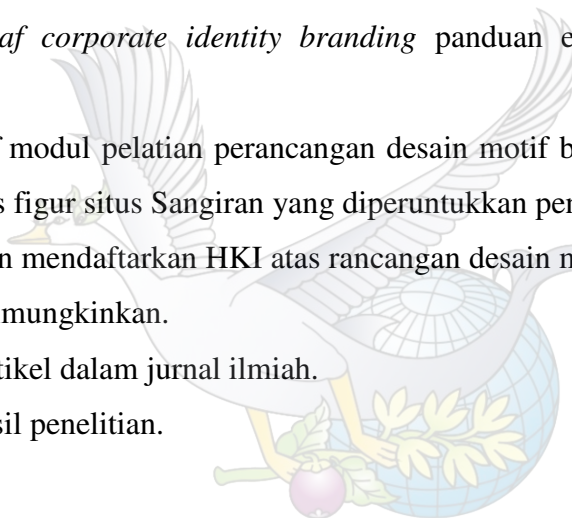 af corporate identity branding panduan e
modul pelatian perancangan desain motif b
s figur situs Sangiran yang diperuntukkan per
n mendaftarkan HKI atas rancangan desain n
mungkinkan.
tikel dalam jurnal ilmiah.
sil penelitian.